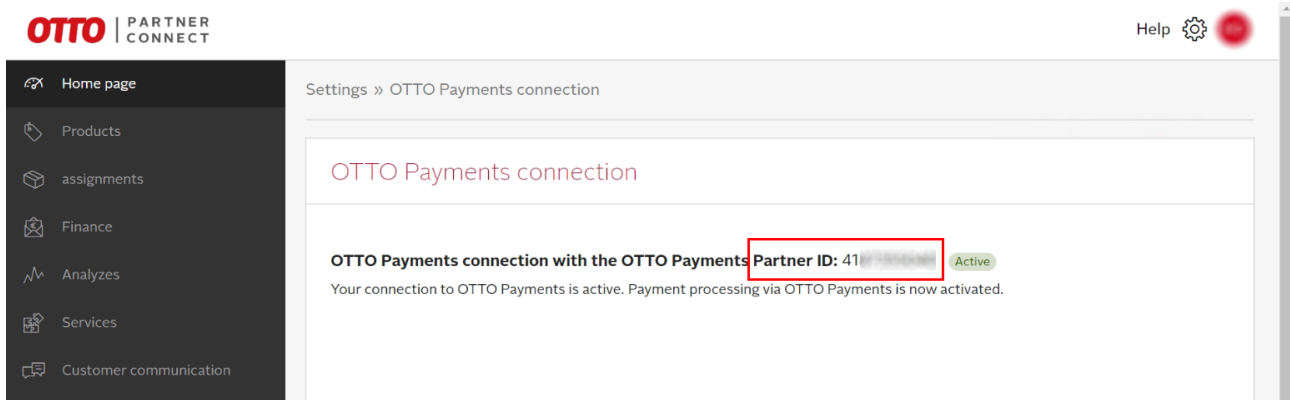 OTTO PARTNER CONNECT
Help
Home page
Products
assignments
Finance
Analyzes
Services
Customer communication
Settings » OTTO Payments connection
OTTO Payments connection
OTTO Payments connection with the OTTO Payments Partner ID: 41 Active
Your connection to OTTO Payments is active. Payment processing via OTTO Payments is now activated.